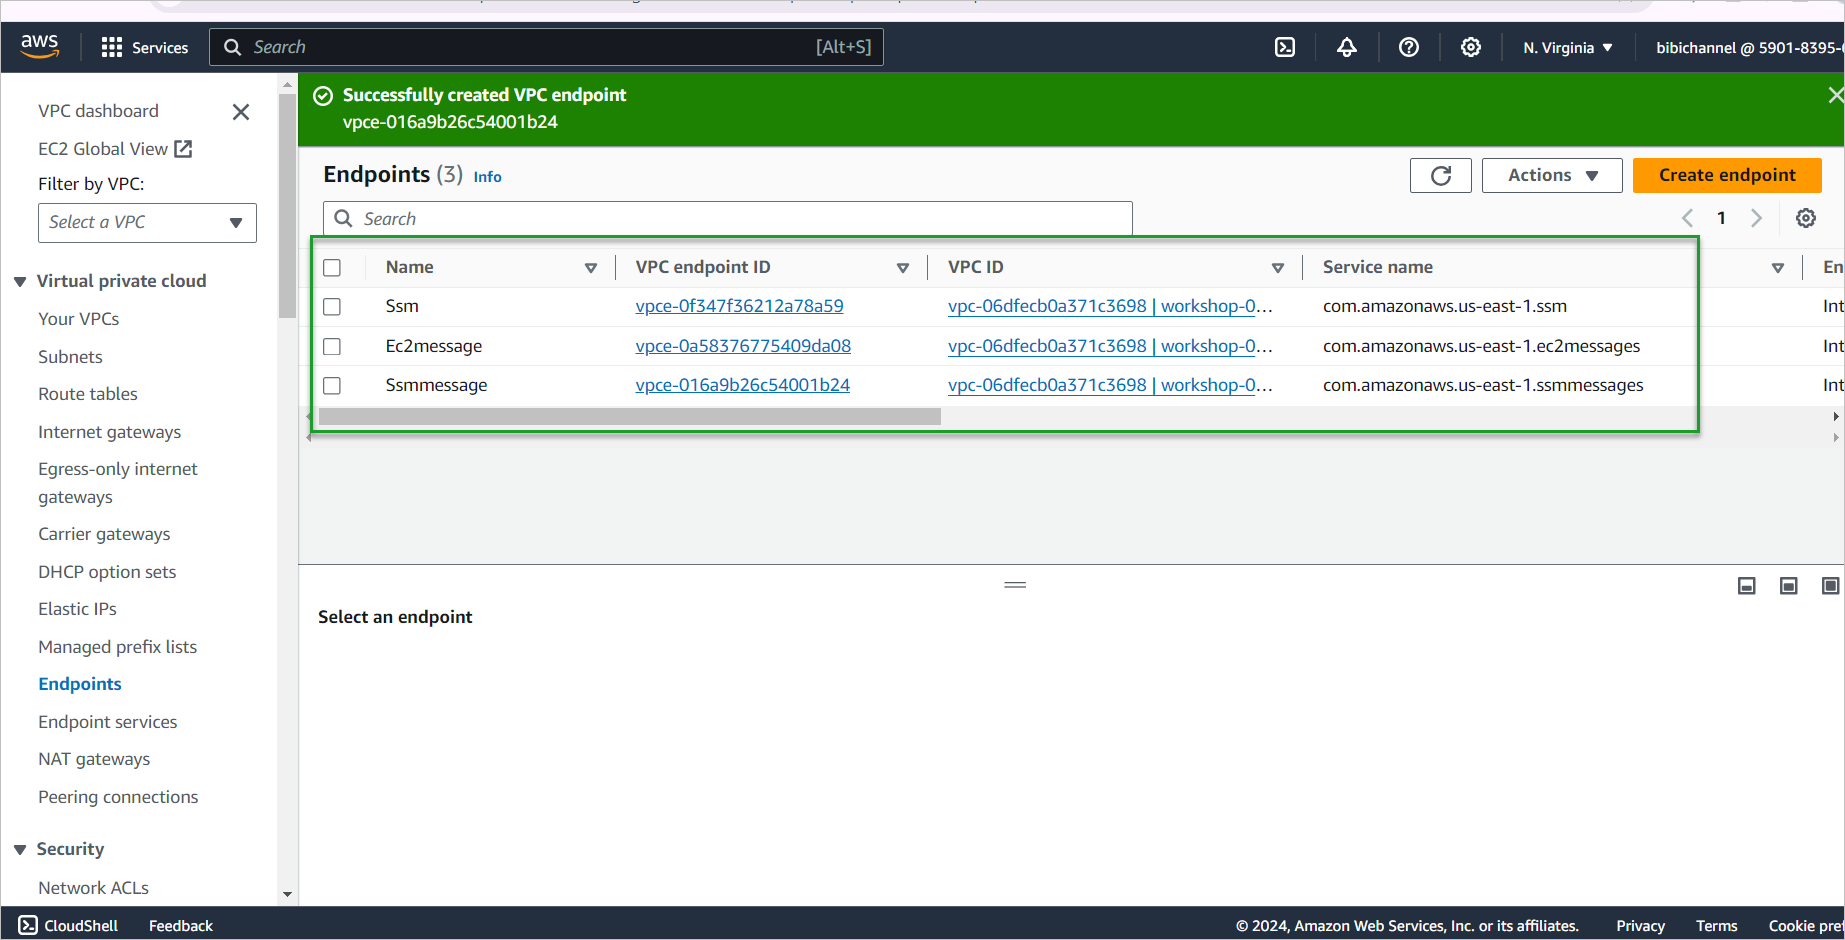 aws
Services
Search
[Alt+S]
N. Virginia
bibichannel @ 5901-8395-
VPC dashboard
EC2 Global View
Filter by VPC:
Select a VPC
Virtual private cloud
Your VPCs
Subnets
Route tables
Internet gateways
Egress-only internet
gateways
Carrier gateways
DHCP option sets
Elastic IPs
Managed prefix lists
Endpoints
Endpoint services
NAT gateways
Peering connections
Security
Network ACLs
Successfully created VPC endpoint
vpce-016a9b26c54001b24
Endpoints (3) Info
Actions
Create endpoint
Search
1
Name VPC endpoint ID VPC ID Service name En
Ssm vpce-0f347f36212a78a59 vpc-06dfecb0a371c3698 | workshop-0... com.amazonaws.us-east-1.ssm Int
Ec2message vpce-0a58376775409da08 vpc-06dfecb0a371c3698 | workshop-0... com.amazonaws.us-east-1.ec2messages Int
Ssmmessage vpce-016a9b26c54001b24 vpc-06dfecb0a371c3698 | workshop-0... com.amazonaws.us-east-1.ssmmessages Int
Select an endpoint
CloudShell
Feedback
© 2024, Amazon Web Services, Inc. or its affiliates.
Privacy
Terms
Cookie pre